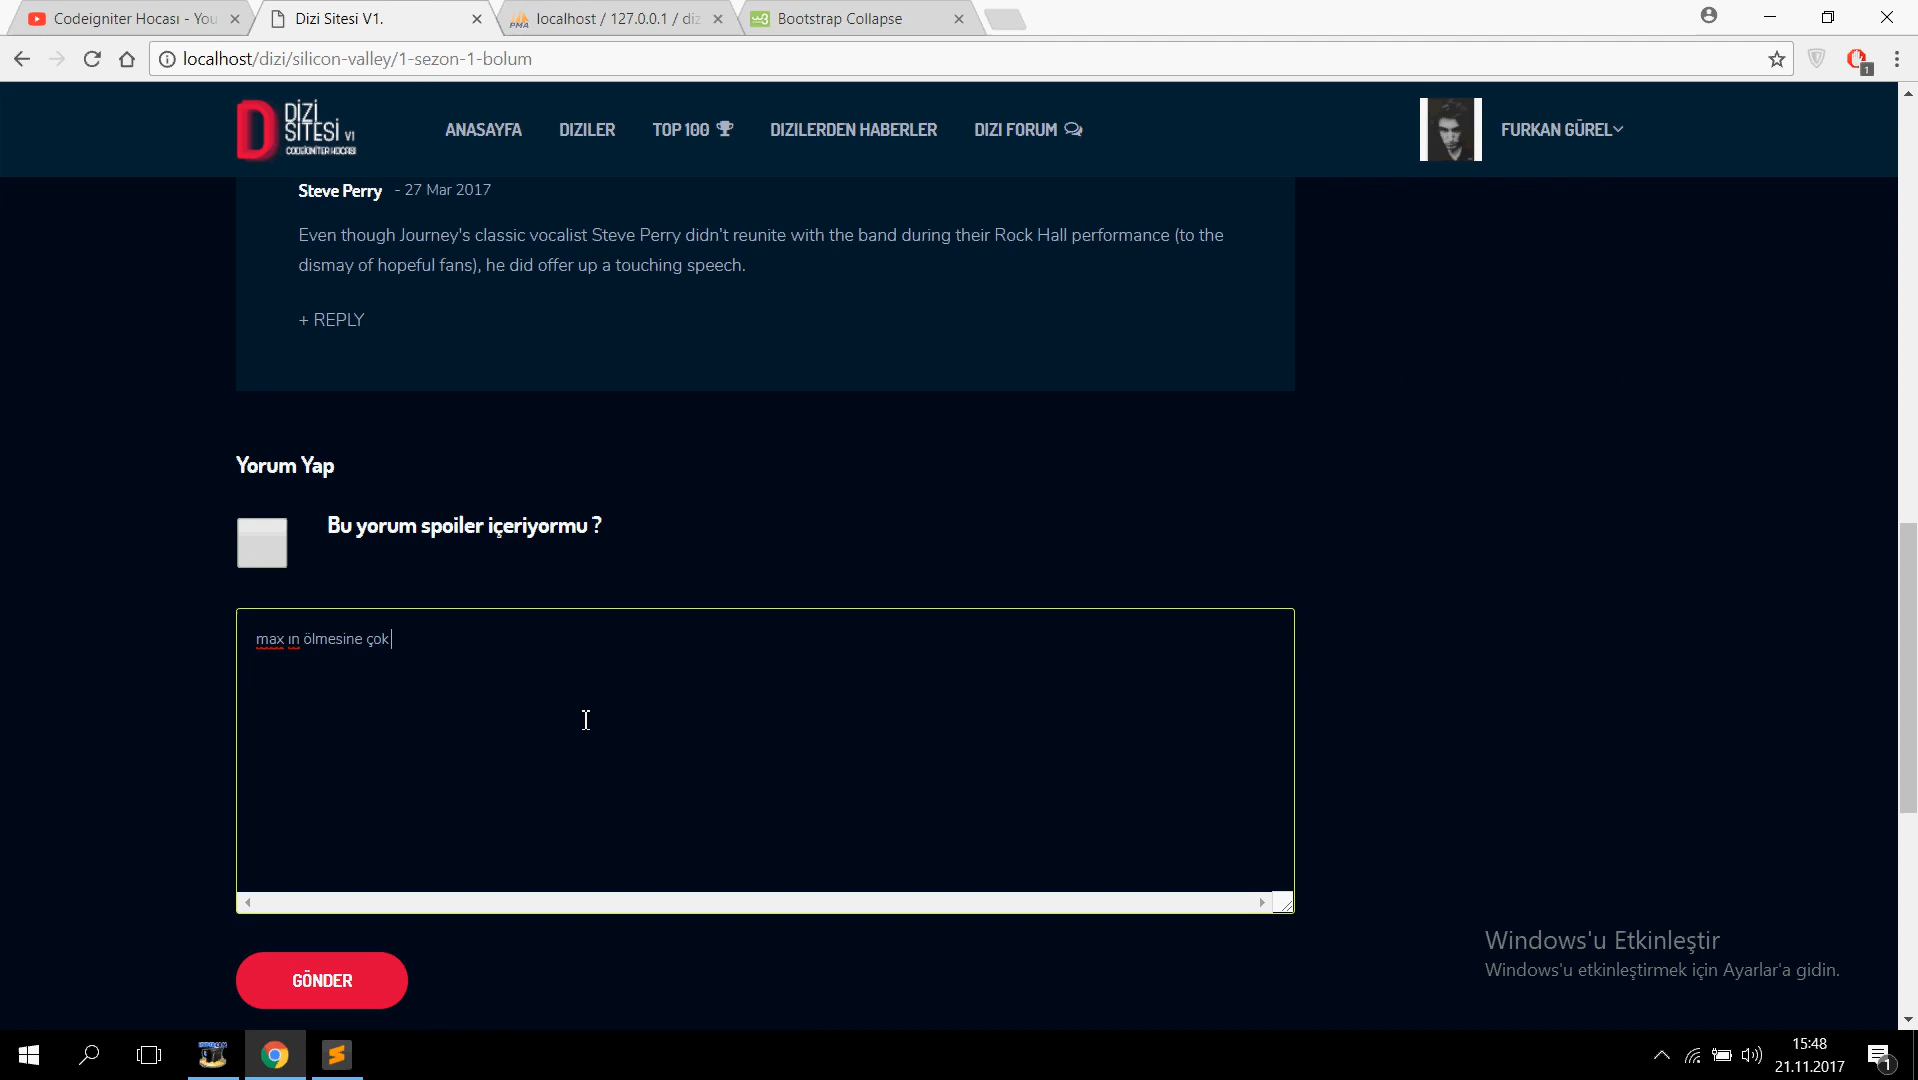 Codeigniter Hocası - You
Dizi Sitesi V1.
localhost / 127.0.0.1 / diz
Bootstrap Collapse
localhost/dizi/silicon-valley/1-sezon-1-bolum
1
DİZİ
SİTESİ V1
CODEIGNITER HOCASI
ANASAYFA
DIZILER
TOP 100
DIZILERDEN HABERLER
DIZI FORUM
FURKAN GÜREL
Steve Perry - 27 Mar 2017
Even though Journey's classic vocalist Steve Perry didn't reunite with the band during their Rock Hall performance (to the
dismay of hopeful fans), he did offer up a touching speech.
+ REPLY
Yorum Yap
Bu yorum spoiler içeriyormu ?
max ın ölmesine çok
GÖNDER
Windows'u Etkinleştir
Windows'u etkinleştirmek için Ayarlar'a gidin.
15:48
21.11.2017
1